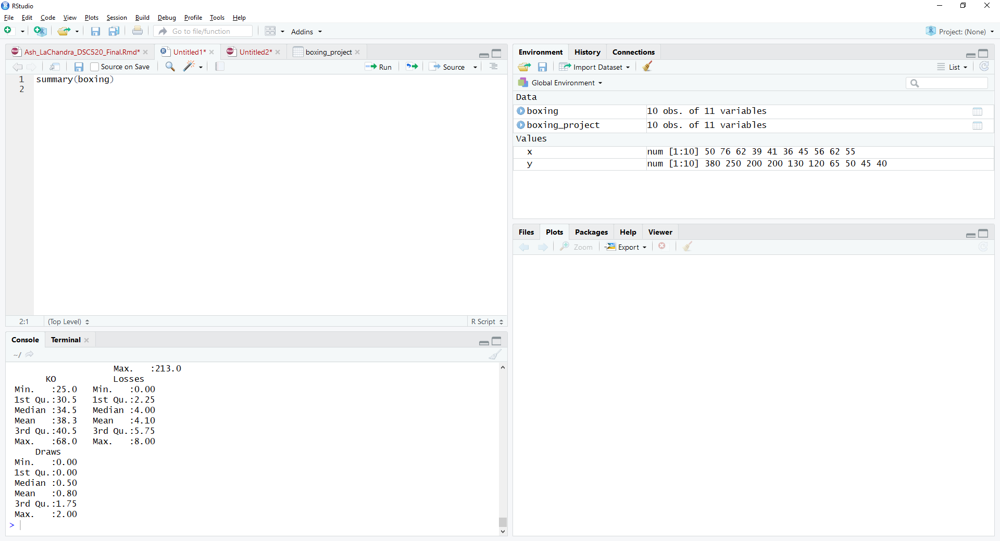 RStudio
File Edit Code View Plots Session Build Debug Profile Tools Help
Go to file/function Addins Project: (None)
Ash_LaChandra_DSC520_Final.Rmd* Untitled1* Untitled2* boxing_project
Source on Save Run Source
1 summary(boxing)
2
2:1 (Top Level) R Script
Console Terminal
~/
Max. :213.0
KO Losses
Min. :25.0 Min. :0.00
1st Qu.:30.5 1st Qu.:2.25
Median :34.5 Median :4.00
Mean :38.3 Mean :4.10
3rd Qu.:40.5 3rd Qu.:5.75
Max. :68.0 Max. :8.00
Draws
Min. :0.00
1st Qu.:0.00
Median :0.50
Mean :0.80
3rd Qu.:1.75
Max. :2.00
>
Environment History Connections
Import Dataset List
Global Environment
Data
boxing 10 obs. of 11 variables
boxing_project 10 obs. of 11 variables
Values
x num [1:10] 50 76 62 39 41 36 45 56 62 55
y num [1:10] 380 250 200 200 130 120 65 50 45 40
Files Plots Packages Help Viewer
Zoom Export